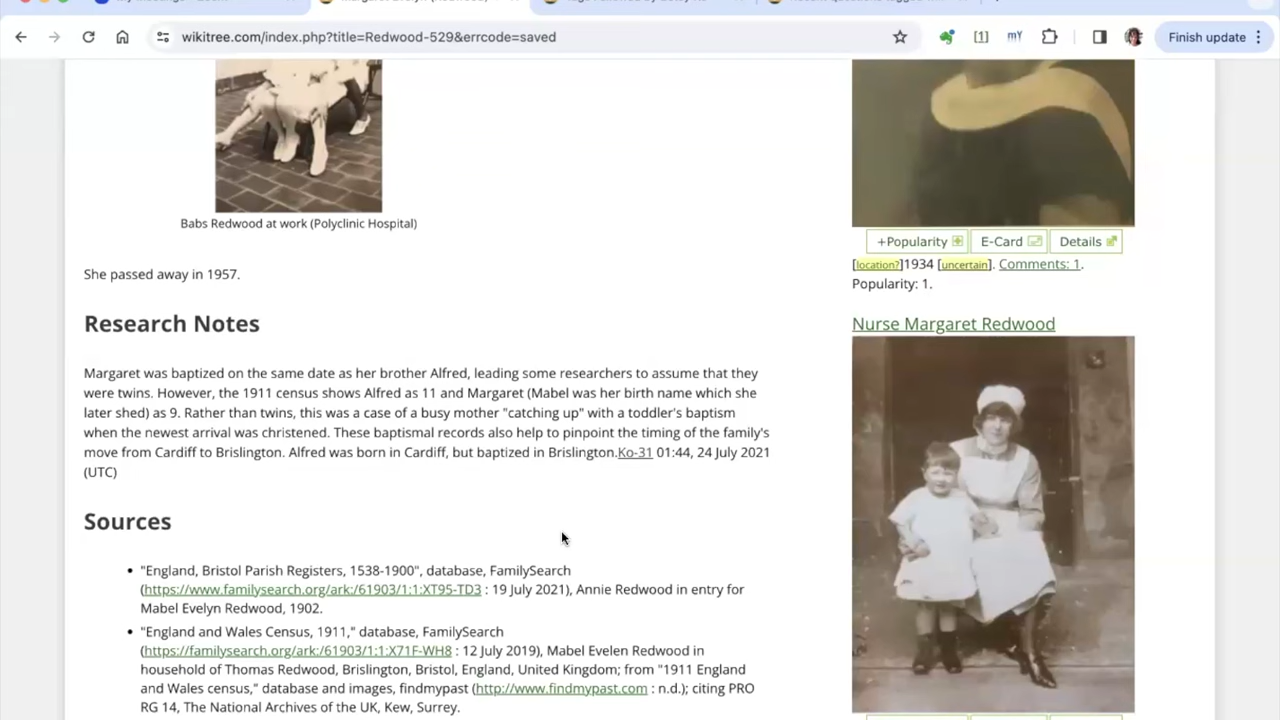 wikitree.com/index.php?title=Redwood-529&errcode=saved
Finish update
Babs Redwood at work (Polyclinic Hospital)
She passed away in 1957.
Research Notes
Margaret was baptized on the same date as her brother Alfred, leading some researchers to assume that they
were twins. However, the 1911 census shows Alfred as 11 and Margaret (Mabel was her birth name which she
later shed) as 9. Rather than twins, this was a case of a busy mother "catching up" with a toddler's baptism
when the newest arrival was christened. These baptismal records also help to pinpoint the timing of the family's
move from Cardiff to Brislington. Alfred was born in Cardiff, but baptized in Brislington.Ko-31 01:44, 24 July 2021
(UTC)
Sources
• "England, Bristol Parish Registers, 1538-1900", database, FamilySearch
(https://www.familysearch.org/ark:/61903/1:1:XT95-TD3 : 19 July 2021), Annie Redwood in entry for
Mabel Evelyn Redwood, 1902.
• "England and Wales Census, 1911," database, FamilySearch
(https://familysearch.org/ark:/61903/1:1:X71F-WH8 : 12 July 2019), Mabel Evelen Redwood in
household of Thomas Redwood, Brislington, Bristol, England, United Kingdom; from "1911 England
and Wales census," database and images, findmypast (http://www.findmypast.com : n.d.); citing PRO
RG 14, The National Archives of the UK, Kew, Surrey.
+Popularity
E-Card
Details
[location?]1934 [uncertain]. Comments: 1.
Popularity: 1.
Nurse Margaret Redwood